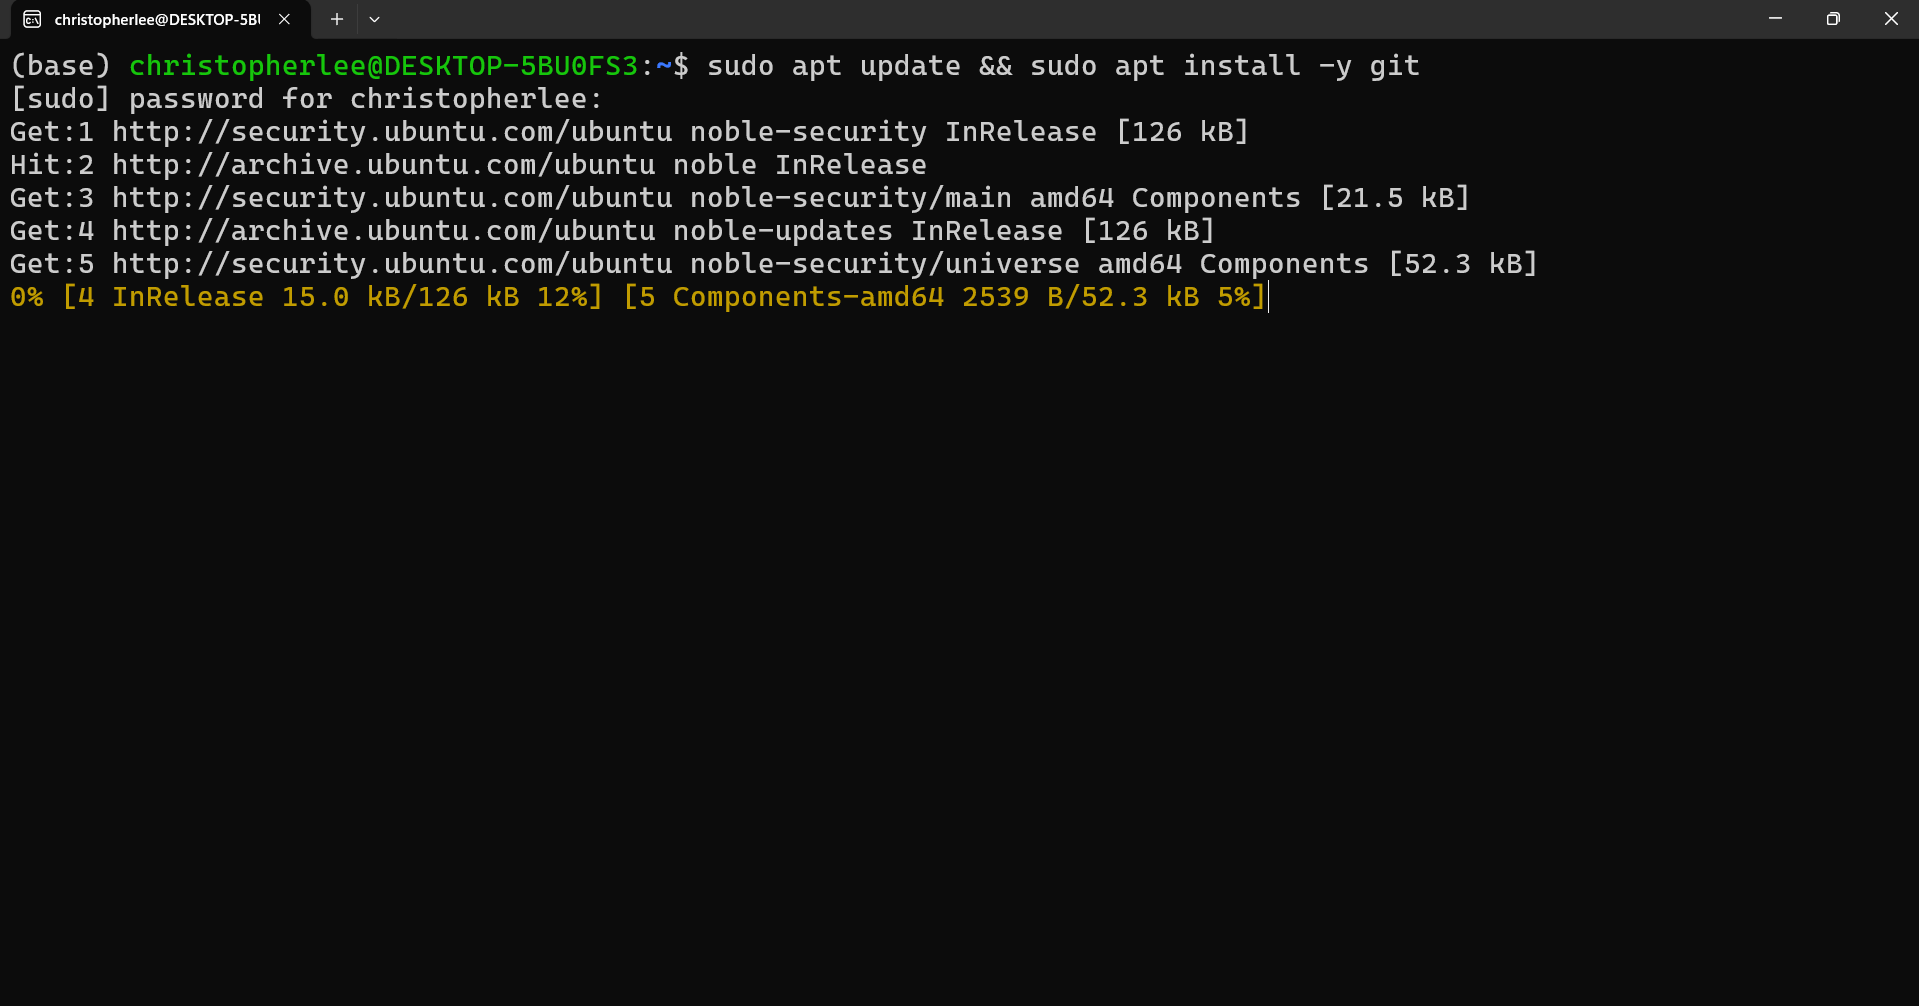 christopherlee@DESKTOP-5BU
(base) christopherlee@DESKTOP-5BU0FS3:~$ sudo apt update && sudo apt install -y git
[sudo] password for christopherlee:
Get:1 http://security.ubuntu.com/ubuntu noble-security InRelease [126 kB]
Hit:2 http://archive.ubuntu.com/ubuntu noble InRelease
Get:3 http://security.ubuntu.com/ubuntu noble-security/main amd64 Components [21.5 kB]
Get:4 http://archive.ubuntu.com/ubuntu noble-updates InRelease [126 kB]
Get:5 http://security.ubuntu.com/ubuntu noble-security/universe amd64 Components [52.3 kB]
0% [4 InRelease 15.0 kB/126 kB 12%] [5 Components-amd64 2539 B/52.3 kB 5%]